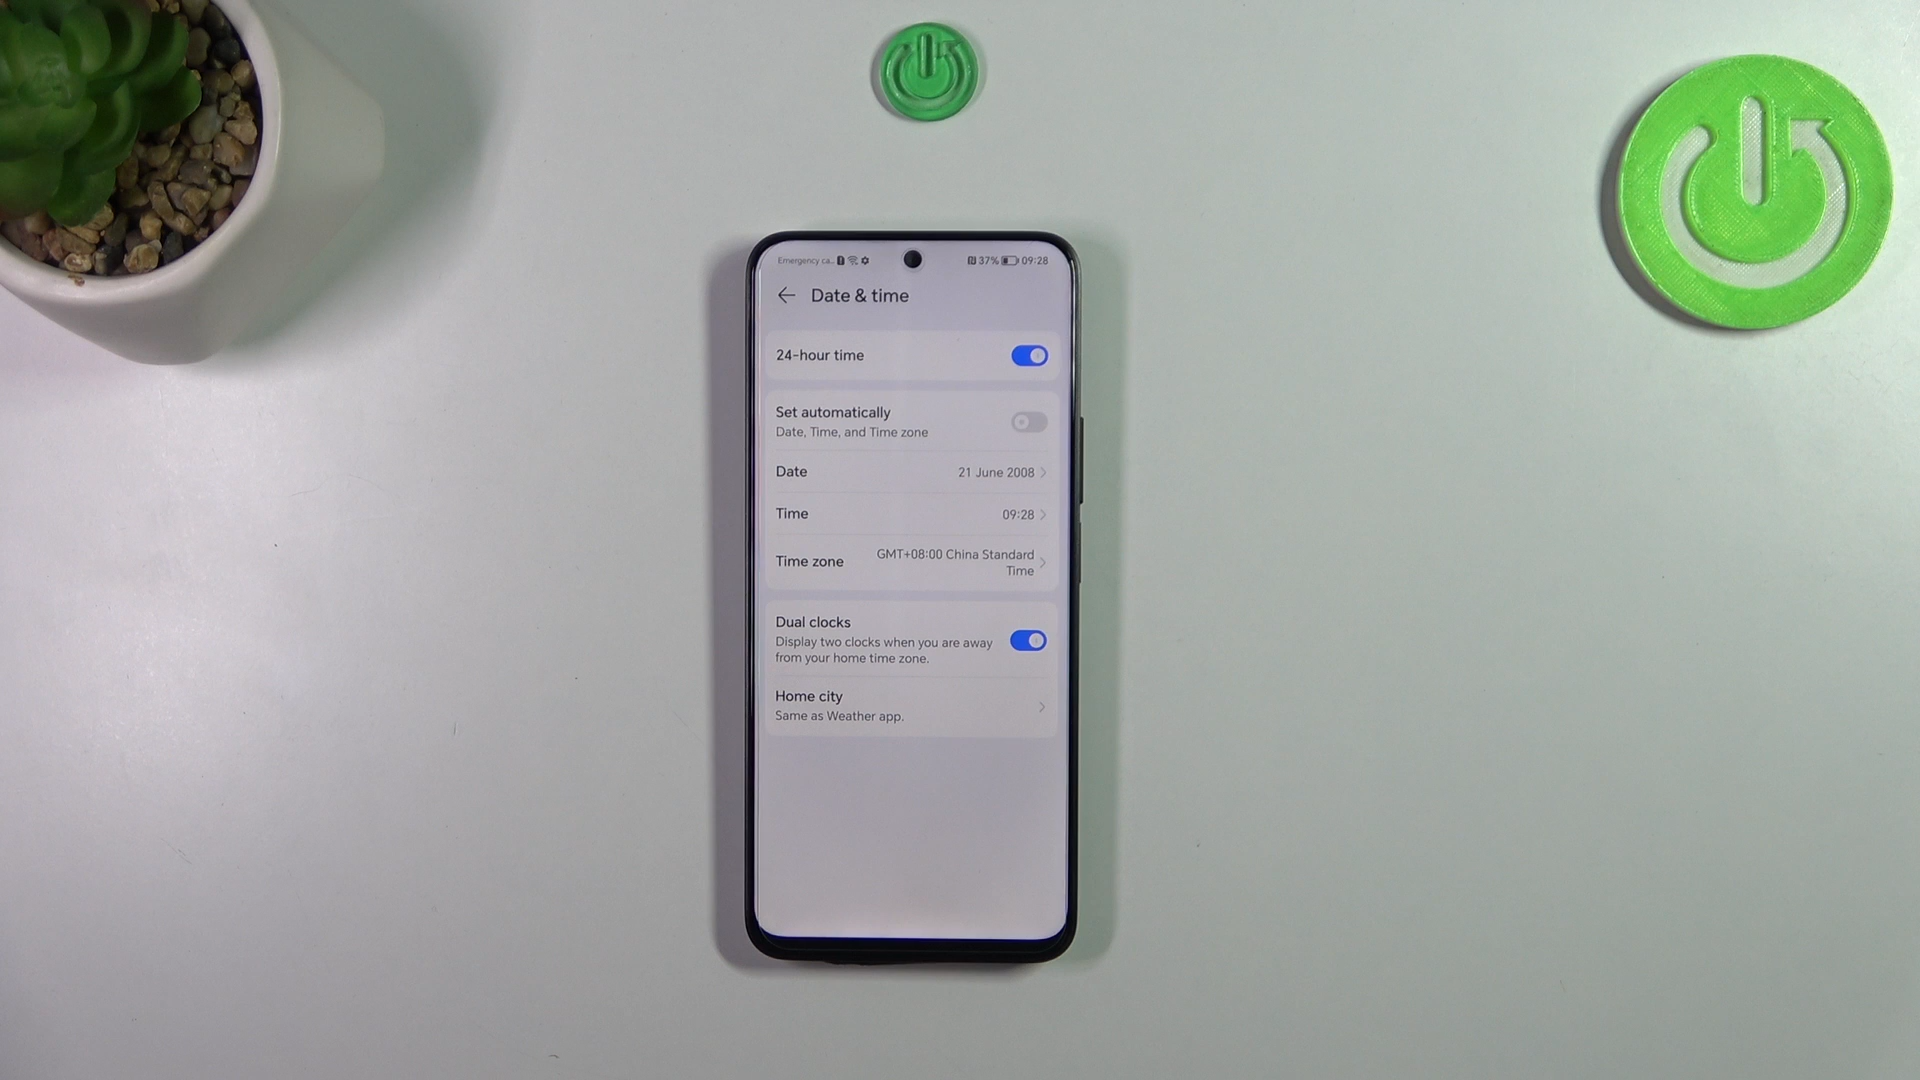 Emergency ca... 37% 09:28
Date & time
24-hour time
Set automatically
Date, Time, and Time zone
Date 21 June 2008
Time 09:28
Time zone GMT+08:00 China Standard
Time
Dual clocks
Display two clocks when you are away
from your home time zone.
Home city
Same as Weather app.